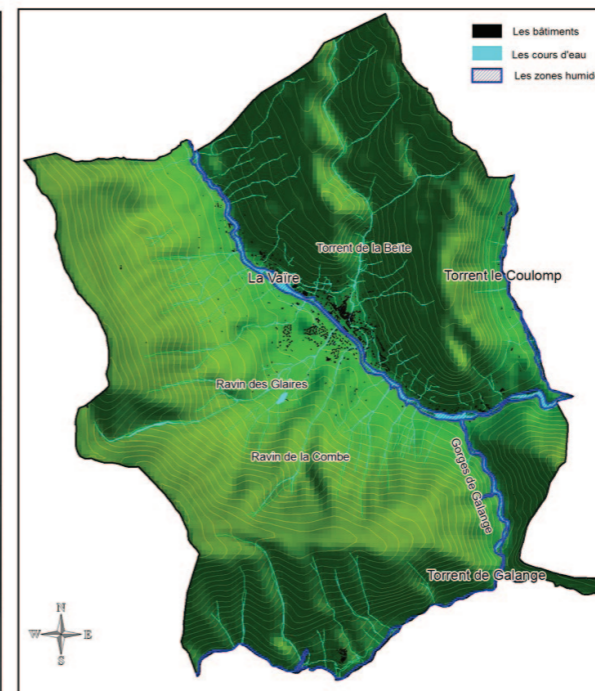 Les bâtiments
Les cours d'eau
Les zones humid
Torrent de la Beïte
La Vaïre
Torrent le Coulomp
Ravin des Glaires
Ravin de la Combe
Gorges de Galange
Torrent de Galange
N
W E
S